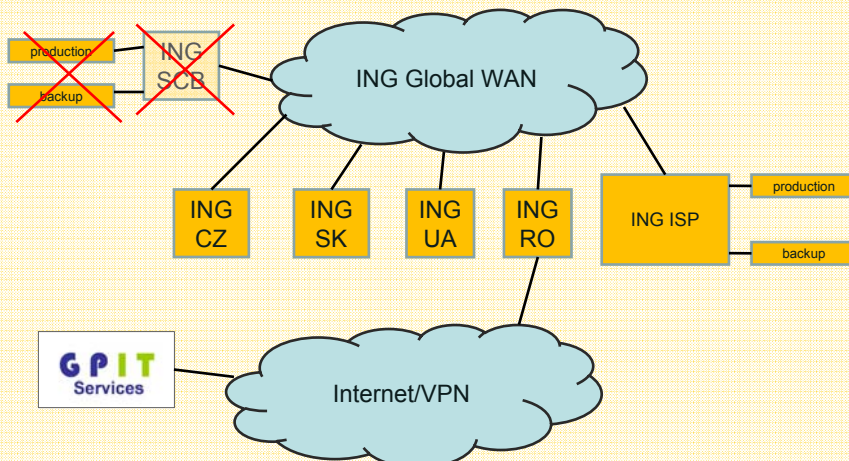 production
backup
ING
SCB
ING Global WAN
ING
CZ
ING
SK
ING
UA
ING
RO
ING ISP
production
backup
GPIT
Services
Internet/VPN